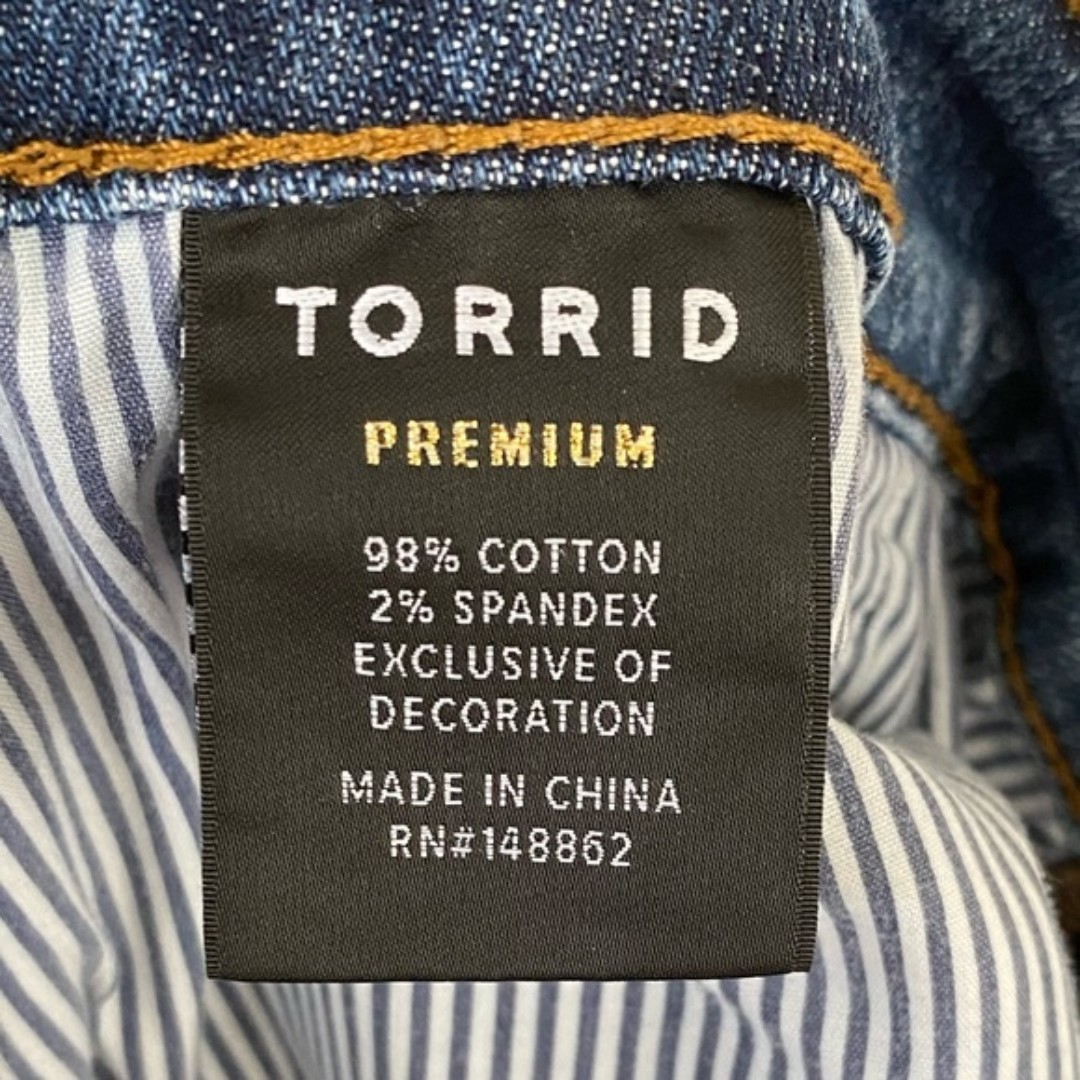 TORRID
PREMIUM
98% COTTON
2% SPANDEX
EXCLUSIVE OF
DECORATION
MADE IN CHINA
RN#148862